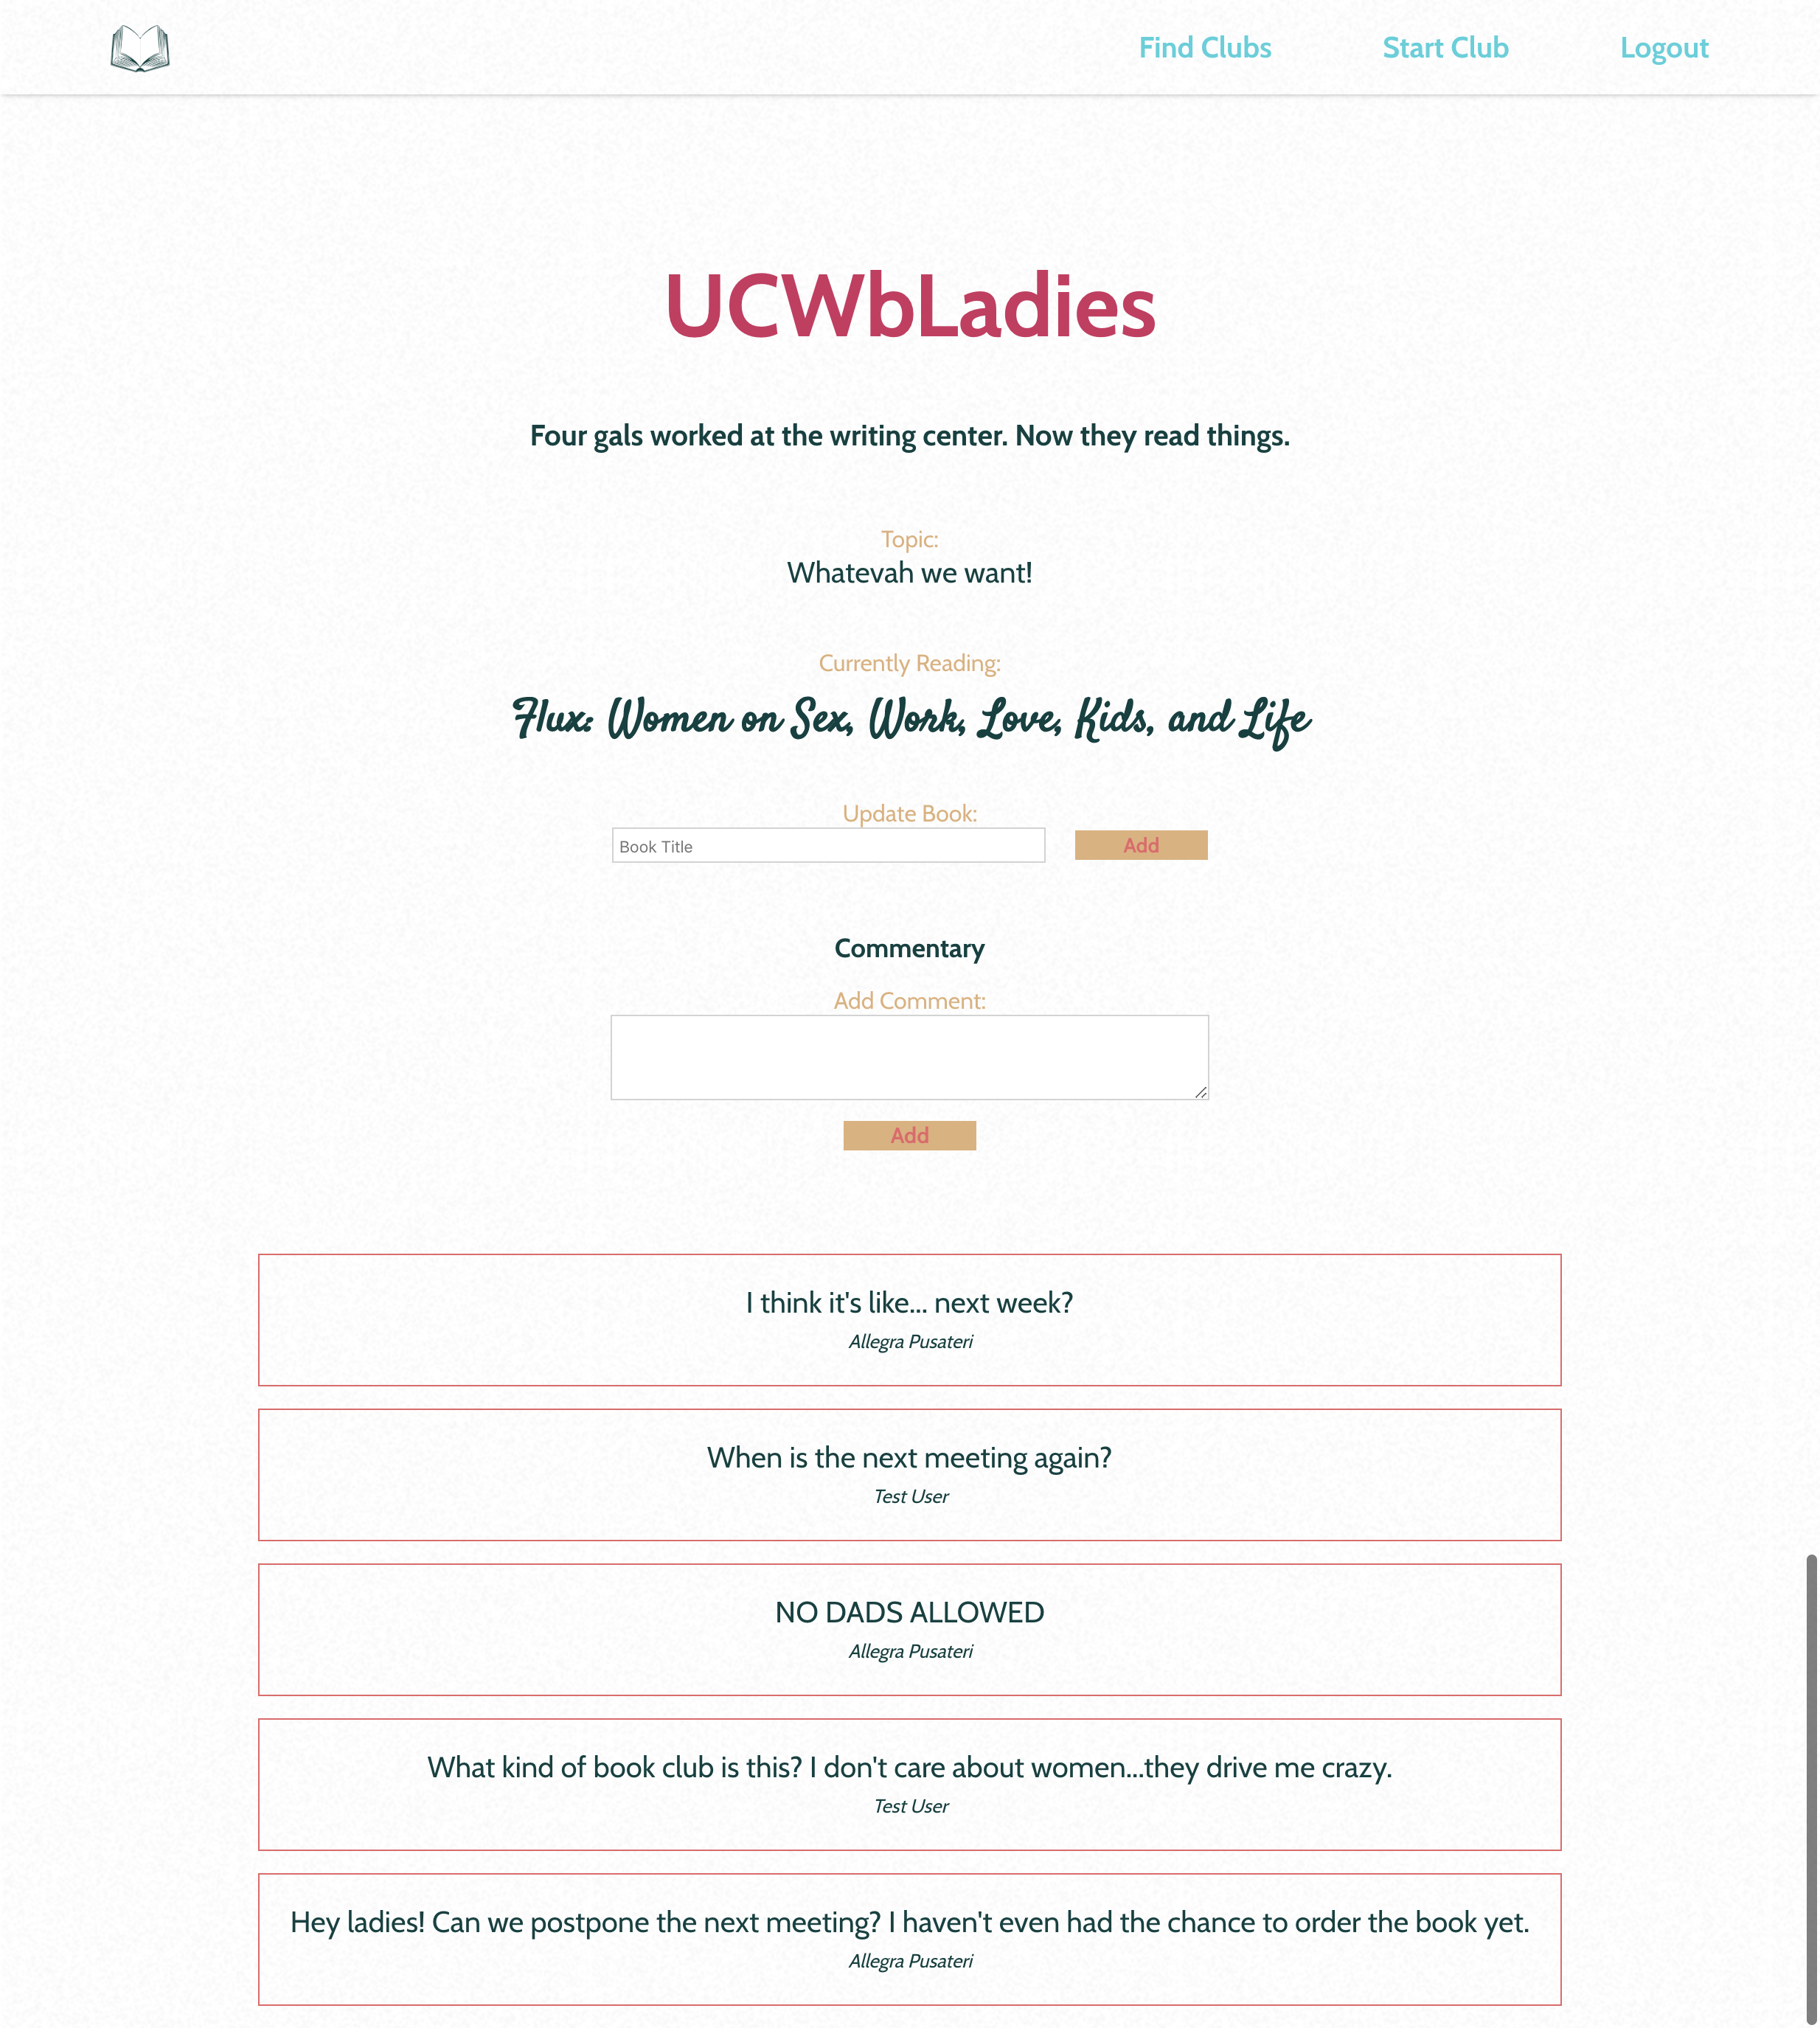 Find Clubs Start Club Logout
UCWbLadies
Four gals worked at the writing center. Now they read things.
Topic:
Whatevah we want!
Currently Reading:
Flux: Women on Sex, Work, Love, Kids, and Life
Update Book:
Book Title Add
Commentary
Add Comment:
Add
I think it's like... next week?
Allegra Pusateri
When is the next meeting again?
Test User
NO DADS ALLOWED
Allegra Pusateri
What kind of book club is this? I don't care about women...they drive me crazy.
Test User
Hey ladies! Can we postpone the next meeting? I haven't even had the chance to order the book yet.
Allegra Pusateri